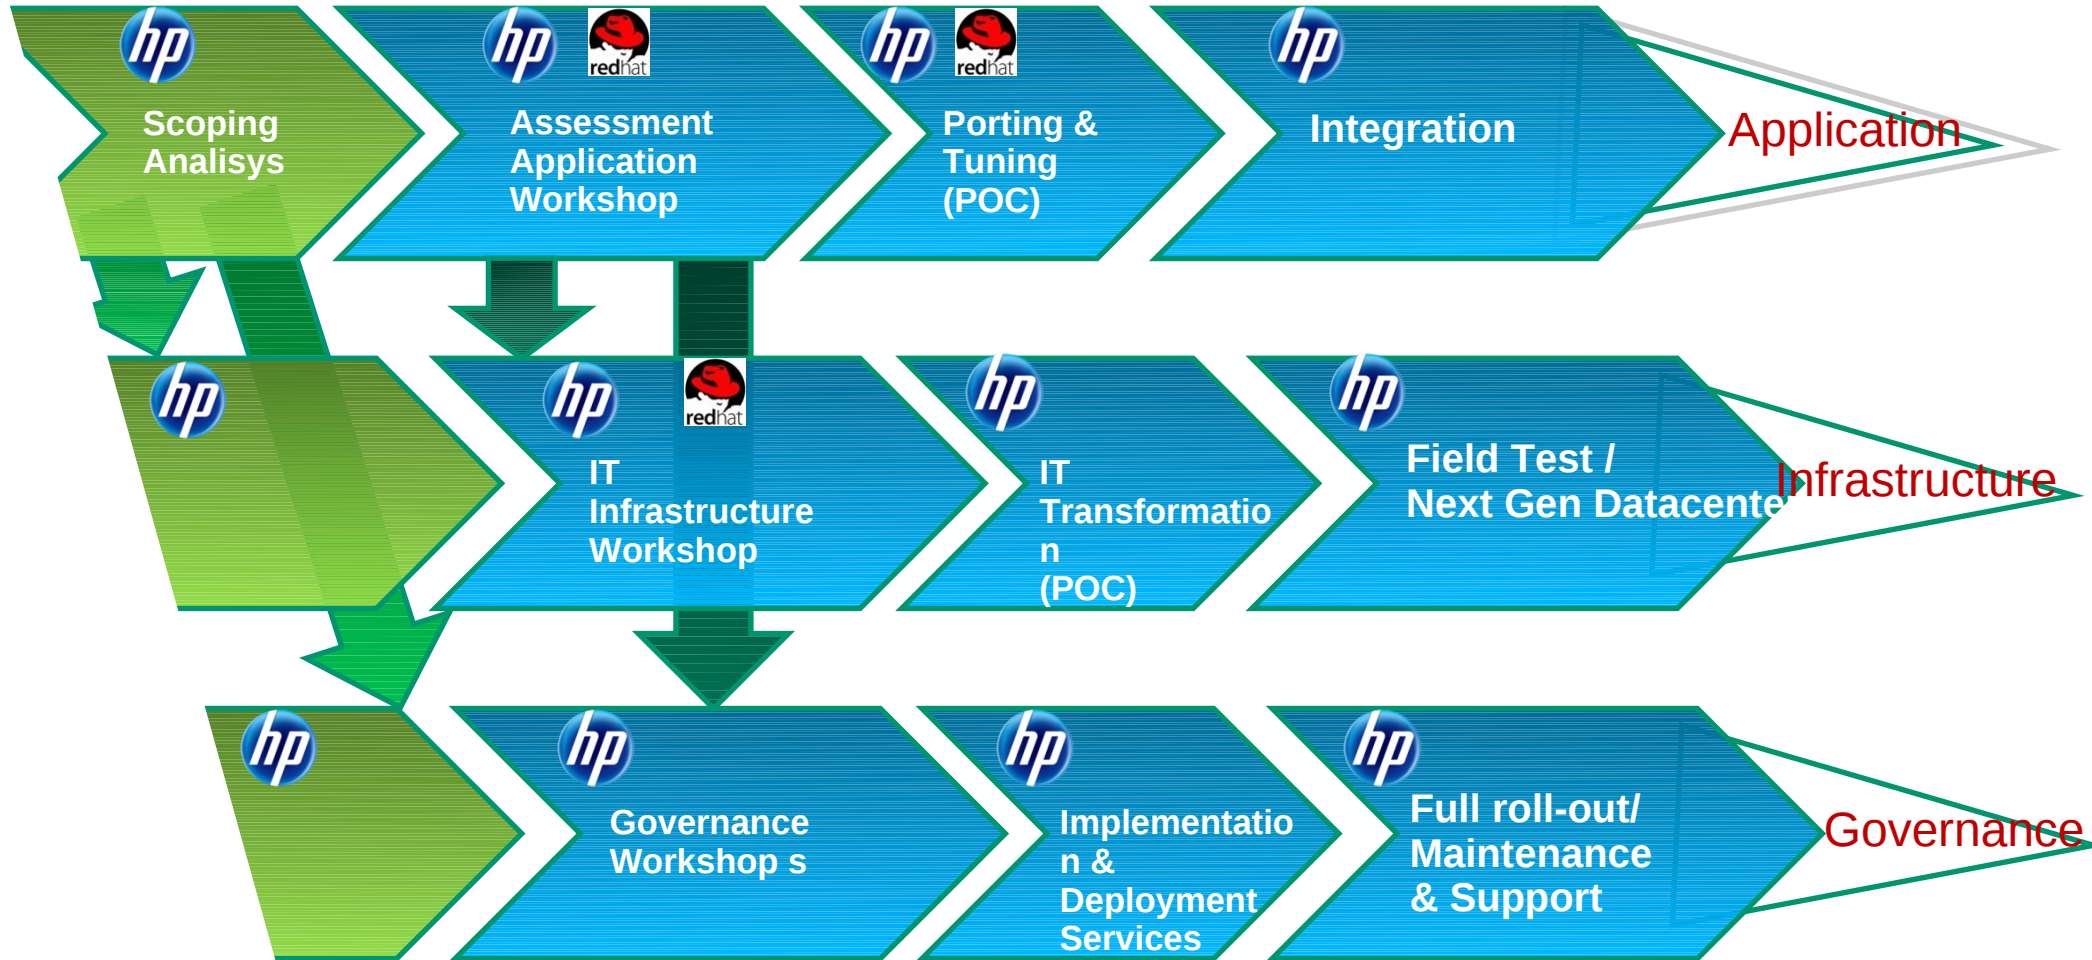 hp
hp
redhat
hp
redhat
hp
Scoping
Analisys
Assessment
Application
Workshop
Porting &
Tuning
(POC)
Integration
Application
hp
hp
redhat
hp
hp
IT
Infrastructure
Workshop
IT
Transformatio
n
(POC)
Field Test /
Next Gen Datacente
Infrastructure
hp
hp
hp
hp
Governance
Workshop s
Implementatio
n &
Deployment
Services
Full roll-out/
Maintenance
& Support
Governance